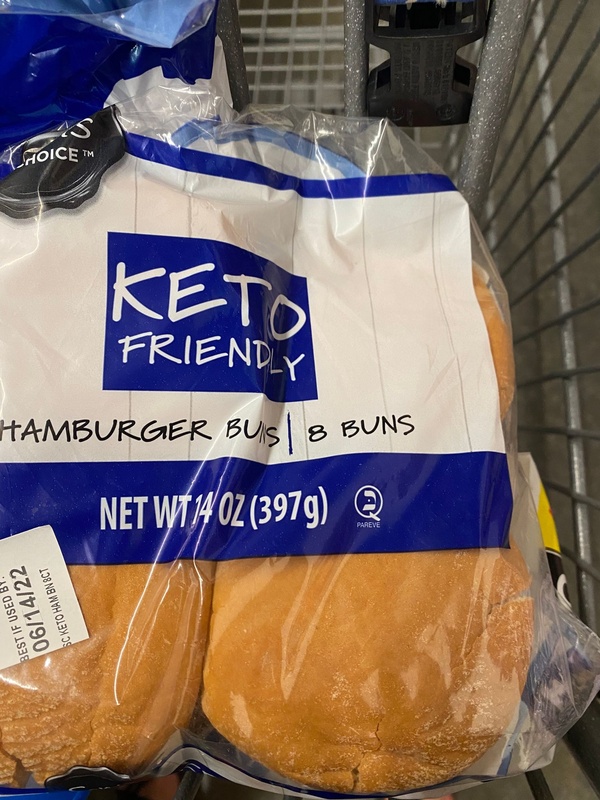 CHOICE™
KETO
FRIENDLY
HAMBURGER BUNS | 8 BUNS
NET WT 14 OZ (397g)
PAREVE
BEST IF USED BY:
06/14/22
SC KETO HAM BN 8CT